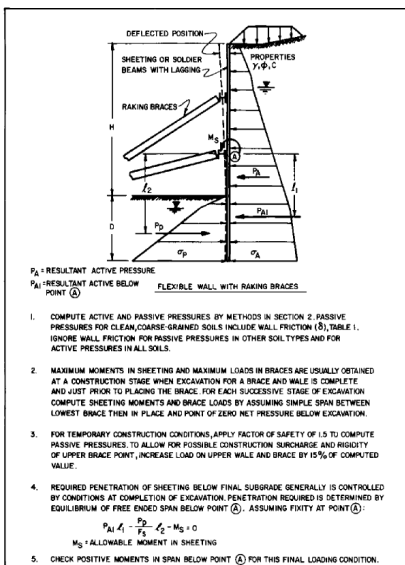 DEFLECTED POSITION
SHEETING OR SOLDIER
BEAMS WITH LAGGING
PROPERTIES
γ,φ,C
RAKING BRACES
H
M_S
A
ℓ₂
P_A
ℓ₁
P_A1
D
P_P
σ_P
σ_A
P_A = RESULTANT ACTIVE PRESSURE
P_A1 = RESULTANT ACTIVE BELOW
POINT Ⓐ
FLEXIBLE WALL WITH RAKING BRACES
1. COMPUTE ACTIVE AND PASSIVE PRESSURES BY METHODS IN SECTION 2. PASSIVE
PRESSURES FOR CLEAN, COARSE-GRAINED SOILS INCLUDE WALL FRICTION (δ), TABLE 1.
IGNORE WALL FRICTION FOR PASSIVE PRESSURES IN OTHER SOIL TYPES AND FOR
ACTIVE PRESSURES IN ALL SOILS.
2. MAXIMUM MOMENTS IN SHEETING AND MAXIMUM LOADS IN BRACES ARE USUALLY OBTAINED
AT A CONSTRUCTION STAGE WHEN EXCAVATION FOR A BRACE AND WALE IS COMPLETE
AND JUST PRIOR TO PLACING THE BRACE. FOR EACH SUCCESSIVE STAGE OF EXCAVATION
COMPUTE SHEETING MOMENTS AND BRACE LOADS BY ASSUMING SIMPLE SPAN BETWEEN
LOWEST BRACE THEN IN PLACE AND POINT OF ZERO NET PRESSURE BELOW EXCAVATION.
3. FOR TEMPORARY CONSTRUCTION CONDITIONS, APPLY FACTOR OF SAFETY OF 1.5 TO COMPUTE
PASSIVE PRESSURES. TO ALLOW FOR POSSIBLE CONSTRUCTION SURCHARGE AND RIGIDITY
OF UPPER BRACE POINT, INCREASE LOAD ON UPPER WALE AND BRACE BY 15% OF COMPUTED
VALUE.
4. REQUIRED PENETRATION OF SHEETING BELOW FINAL SUBGRADE GENERALLY IS CONTROLLED
BY CONDITIONS AT COMPLETION OF EXCAVATION. PENETRATION REQUIRED IS DETERMINED BY
EQUILIBRIUM OF FREE ENDED SPAN BELOW POINT Ⓐ. ASSUMING FIXITY AT POINT Ⓐ:
P_A1 ℓ₁ - P_P/F_S ℓ₂ - M_S = 0
M_S = ALLOWABLE MOMENT IN SHEETING
5. CHECK POSITIVE MOMENTS IN SPAN BELOW POINT Ⓐ FOR THIS FINAL LOADING CONDITION.